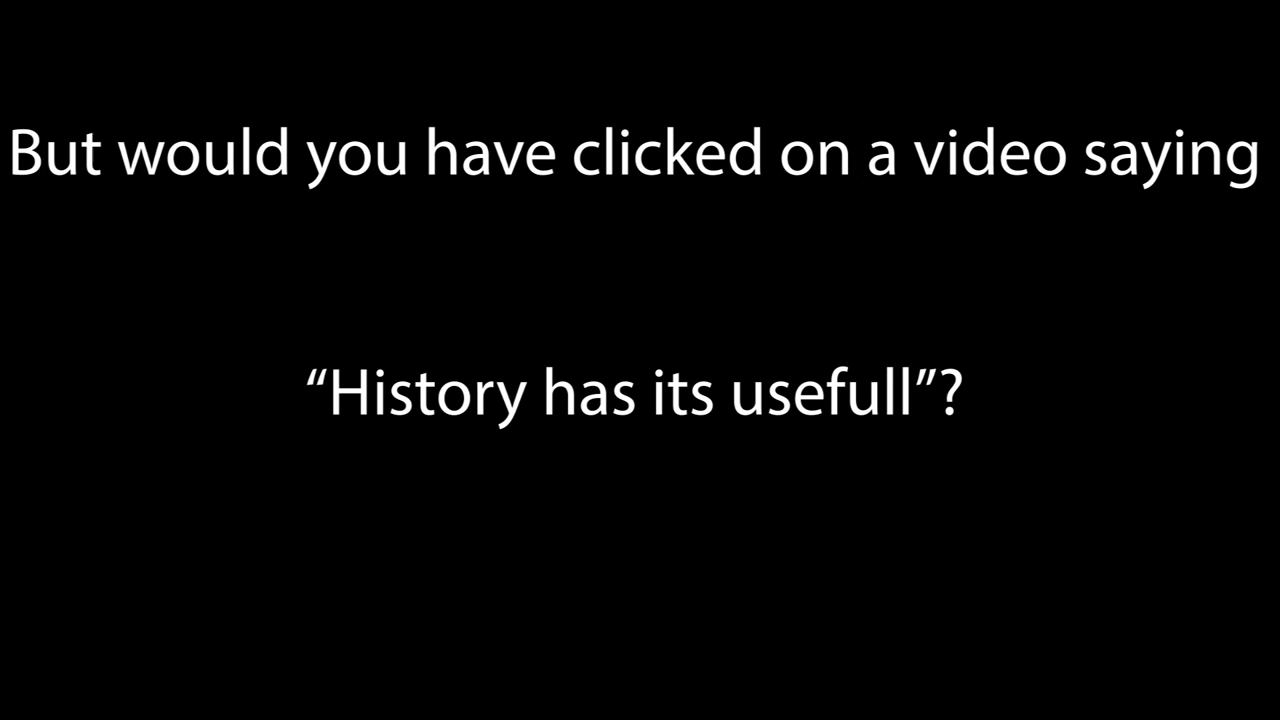 But would you have clicked on a video saying
“History has its usefull”?